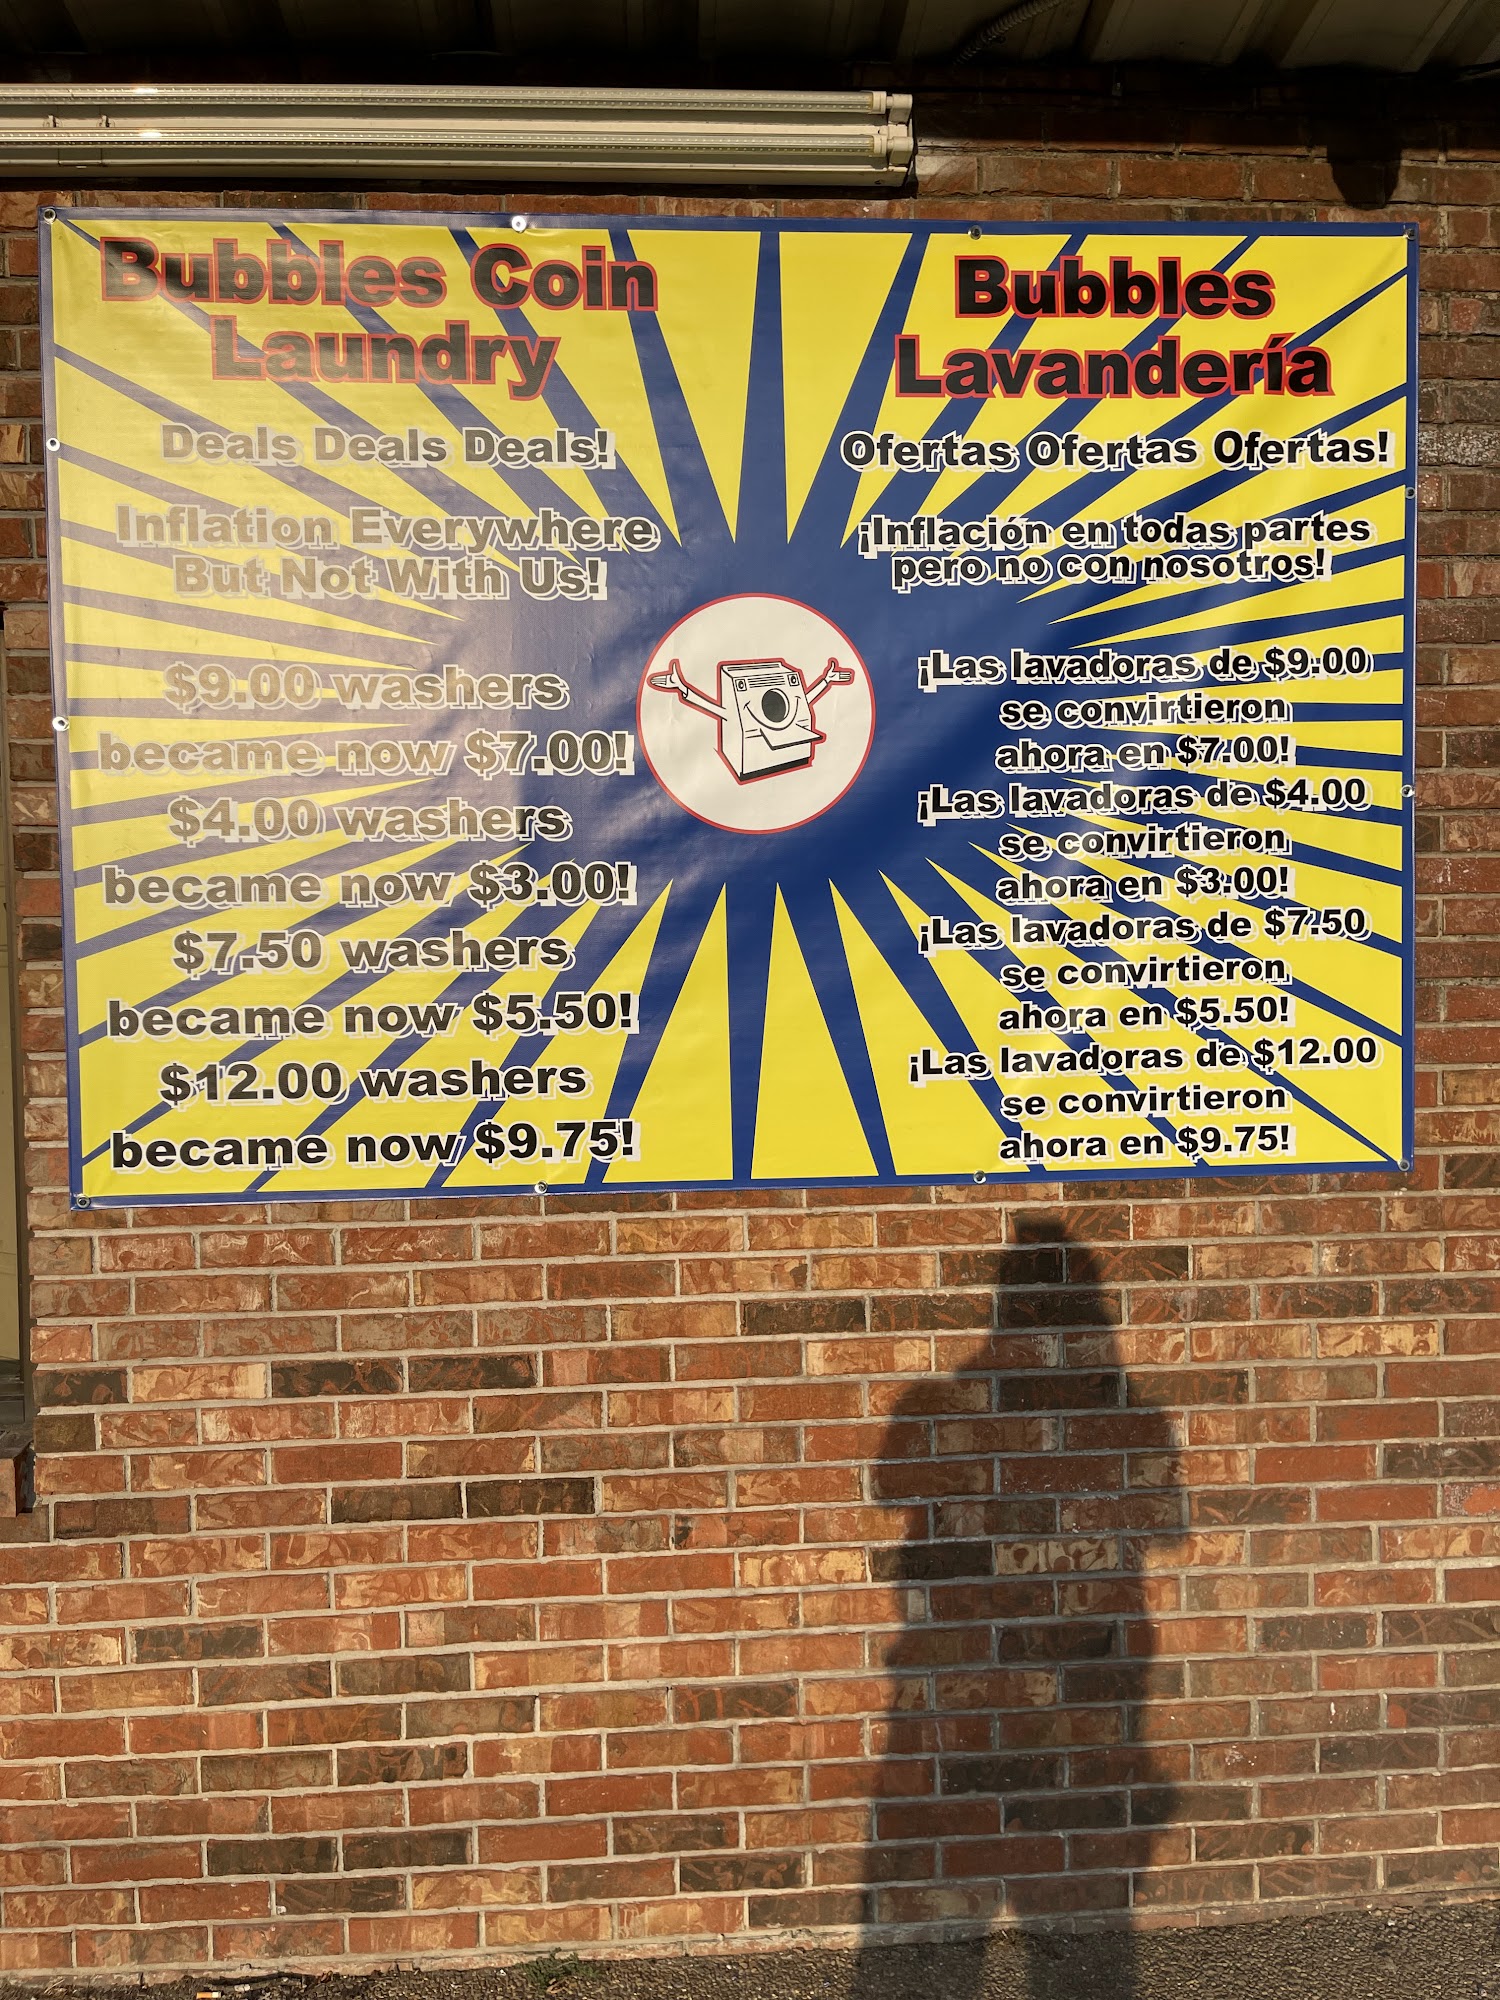 Bubbles Coin
Laundry
Deals Deals Deals!
Inflation Everywhere
But Not With Us!
$9.00 washers
became now $7.00!
$4.00 washers
became now $3.00!
$7.50 washers
became now $5.50!
$12.00 washers
became now $9.75!
Bubbles
Lavandería
Ofertas Ofertas Ofertas!
¡Inflación en todas partes
pero no con nosotros!
¡Las lavadoras de $9.00
se convirtieron
ahora en $7.00!
¡Las lavadoras de $4.00
se convirtieron
ahora en $3.00!
¡Las lavadoras de $7.50
se convirtieron
ahora en $5.50!
¡Las lavadoras de $12.00
se convirtieron
ahora en $9.75!